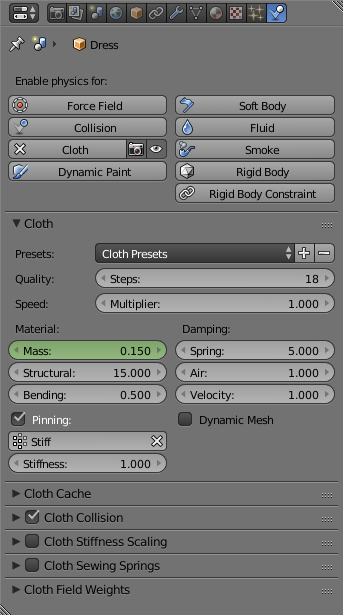 Dress
Enable physics for:
Force Field
Soft Body
Collision
Fluid
Cloth
Smoke
Dynamic Paint
Rigid Body
Rigid Body Constraint
Cloth
Presets: Cloth Presets
Quality: Steps: 18
Speed: Multiplier: 1.000
Material: Damping:
Mass: 0.150 Spring: 5.000
Structural: 15.000 Air: 1.000
Bending: 0.500 Velocity: 1.000
Pinning: Dynamic Mesh
Stiff
Stiffness: 1.000
Cloth Cache
Cloth Collision
Cloth Stiffness Scaling
Cloth Sewing Springs
Cloth Field Weights